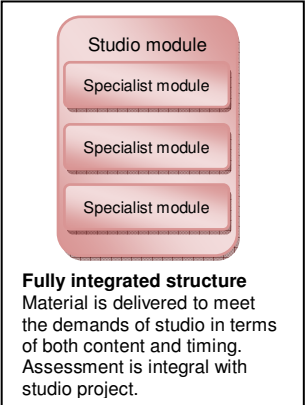 Studio module
Specialist module
Specialist module
Specialist module
Fully integrated structure
Material is delivered to meet
the demands of studio in terms
of both content and timing.
Assessment is integral with
studio project.